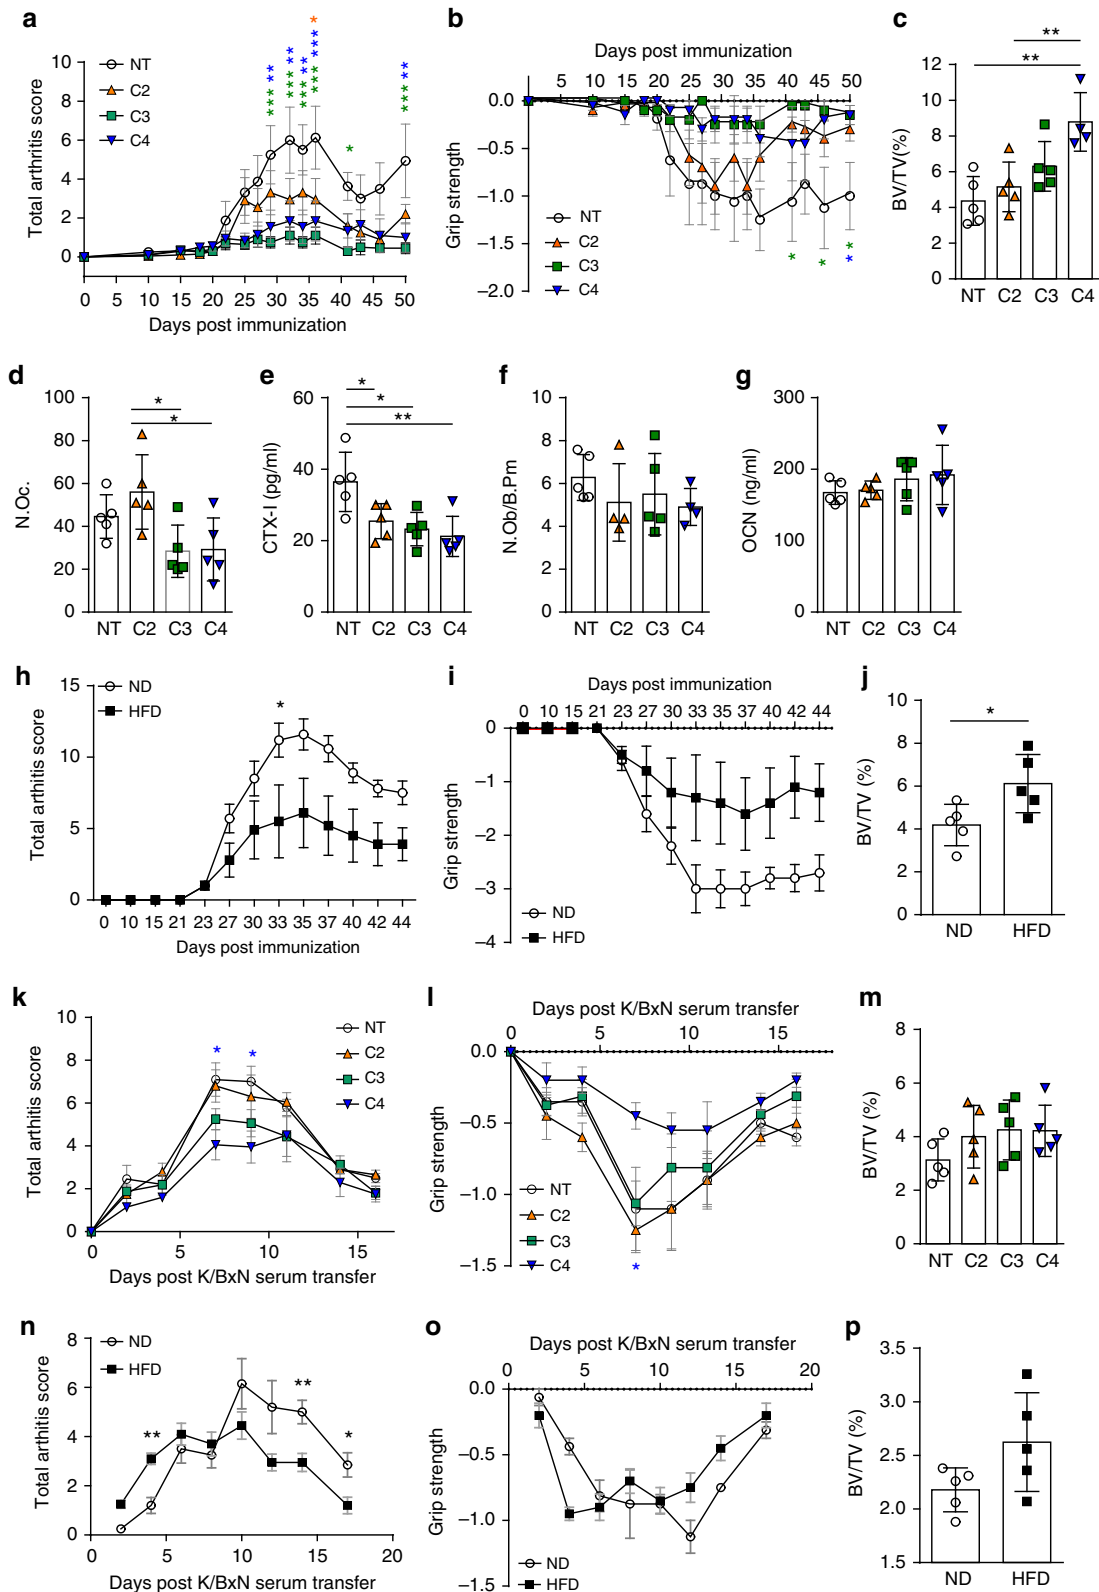 a
Total arthritis score
10
8
6
4
2
0
NT
C2
C3
C4
*
***
****
***
***
***
***
****
****
*
***
****
0 5 10 15 20 25 30 35 40 45 50
Days post immunization
b
Days post immunization
5 10 15 20 25 30 35 40 45 50
Grip strength
0.0
−0.5
−1.0
−1.5
−2.0
NT
C2
C3
C4
* * * *
c
BV/TV(%)
12
10
8
6
4
2
0
**
**
NT C2 C3 C4
d
N.Oc.
100
80
60
40
20
0
*
*
NT C2 C3 C4
e
CTX-I (pg/ml)
60
40
20
0
*
*
**
NT C2 C3 C4
f
N.Ob/B.Pm
10
8
6
4
2
0
NT C2 C3 C4
g
OCN (ng/ml)
300
200
100
0
NT C2 C3 C4
h
Total arthitis score
15
10
5
0
ND
HFD
*
0 10 15 21 23 27 30 33 35 37 40 42 44
Days post immunization
i
Days post immunization
0 10 15 21 23 27 30 33 35 37 40 42 44
Grip strength
0
−1
−2
−3
−4
ND
HFD
j
BV/TV (%)
10
8
6
4
2
0
*
ND HFD
k
Total arthitis score
10
8
6
4
2
0
NT
C2
C3
C4
* *
0 5 10 15
Days post K/BxN serum transfer
l
Days post K/BxN serum transfer
0 5 10 15
Grip strength
0.0
−0.5
−1.0
−1.5
NT
C2
C3
C4
*
m
BV/TV (%)
8
6
4
2
0
NT C2 C3 C4
n
Total arthitis score
8
6
4
2
0
ND
HFD
** ** *
0 5 10 15 20
Days post K/BxN serum transfer
o
Days post K/BxN serum transfer
0 5 10 15 20
Grip strength
0.0
−0.5
−1.0
−1.5
ND
HFD
p
BV/TV (%)
3.5
3.0
2.5
2.0
1.5
ND HFD